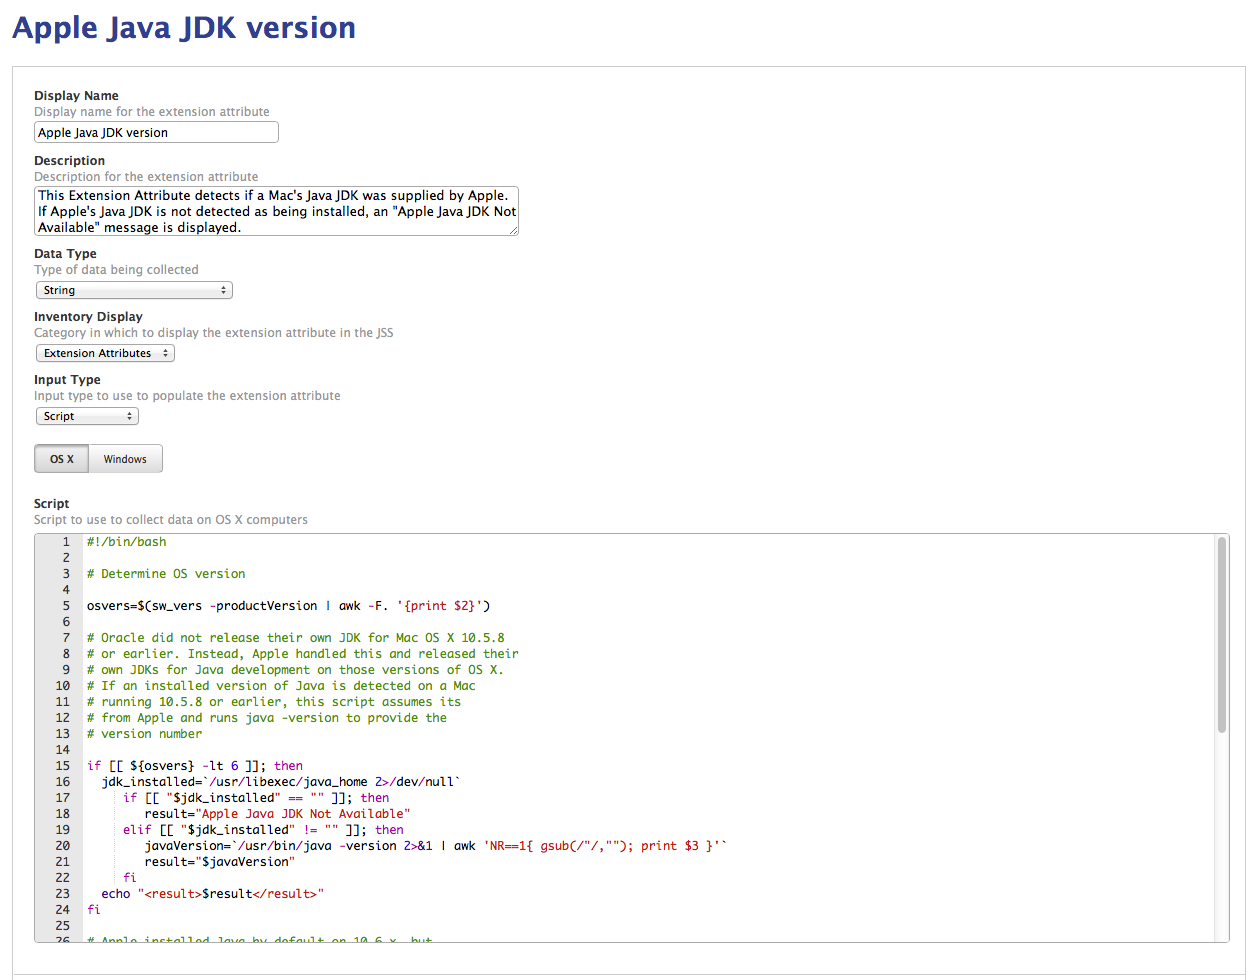 Apple Java JDK version
Display Name
Display name for the extension attribute
Apple Java JDK version
Description
Description for the extension attribute
This Extension Attribute detects if a Mac's Java JDK was supplied by Apple.
If Apple's Java JDK is not detected as being installed, an "Apple Java JDK Not
Available" message is displayed.
Data Type
Type of data being collected
String
Inventory Display
Category in which to display the extension attribute in the JSS
Extension Attributes
Input Type
Input type to use to populate the extension attribute
Script
OS X Windows
Script
Script to use to collect data on OS X computers
1 #!/bin/bash
2
3 # Determine OS version
4
5 osvers=$(sw_vers -productVersion | awk -F. '{print $2}')
6
7 # Oracle did not release their own JDK for Mac OS X 10.5.8
8 # or earlier. Instead, Apple handled this and released their
9 # own JDKs for Java development on those versions of OS X.
10 # If an installed version of Java is detected on a Mac
11 # running 10.5.8 or earlier, this script assumes its
12 # from Apple and runs java -version to provide the
13 # version number
14
15 if [[ ${osvers} -lt 6 ]]; then
16 jdk_installed=`/usr/libexec/java_home 2>/dev/null`
17 if [[ "$jdk_installed" == "" ]]; then
18 result="Apple Java JDK Not Available"
19 elif [[ "$jdk_installed" != "" ]]; then
20 javaVersion=`/usr/bin/java -version 2>&1 | awk 'NR==1{ gsub(/"/,""); print $3 }'`
21 result="$javaVersion"
22 fi
23 echo "<result>$result</result>"
24 fi
25
26 # Apple installed Java by default on 10.6.x, but